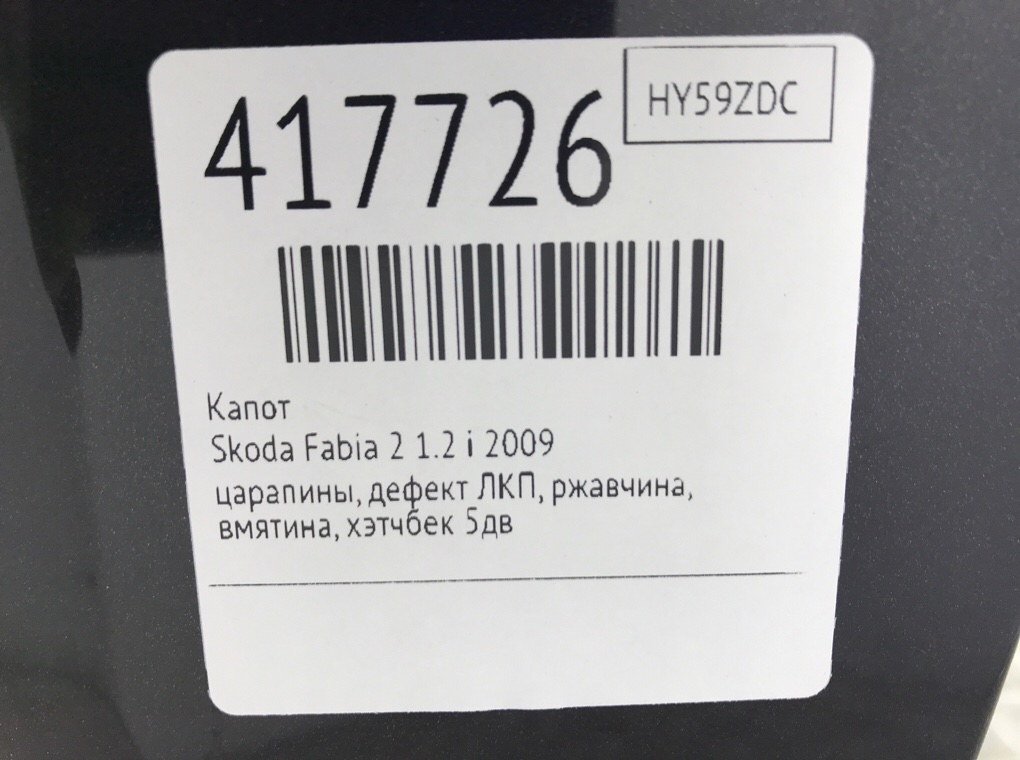 417726
HY59ZDC
Капот
Skoda Fabia 2 1.2 i 2009
царапины, дефект ЛКП, ржавчина,
вмятина, хэтчбек 5дв